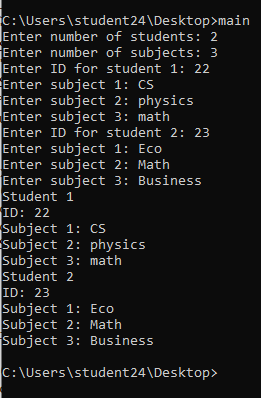 C:\Users\student24\Desktop>main
Enter number of students: 2
Enter number of subjects: 3
Enter ID for student 1: 22
Enter subject 1: CS
Enter subject 2: physics
Enter subject 3: math
Enter ID for student 2: 23
Enter subject 1: Eco
Enter subject 2: Math
Enter subject 3: Business
Student 1
ID: 22
Subject 1: CS
Subject 2: physics
Subject 3: math
Student 2
ID: 23
Subject 1: Eco
Subject 2: Math
Subject 3: Business
C:\Users\student24\Desktop>